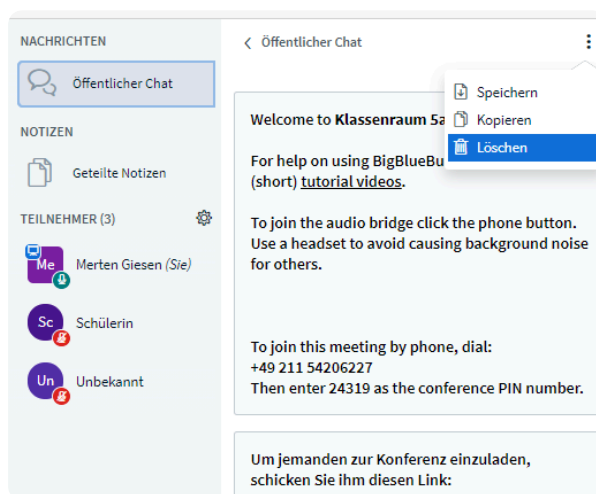 NACHRICHTEN
Öffentlicher Chat
NOTIZEN
Geteilte Notizen
TEILNEHMER (3)
Me
Merten Giesen (Sie)
Sc
Schülerin
Un
Unbekannt
Öffentlicher Chat
Speichern
Kopieren
Löschen
Welcome to Klassenraum 5a
For help on using BigBlueBu
(short) tutorial videos.
To join the audio bridge click the phone button.
Use a headset to avoid causing background noise
for others.
To join this meeting by phone, dial:
+49 211 54206227
Then enter 24319 as the conference PIN number.
Um jemanden zur Konferenz einzuladen,
schicken Sie ihm diesen Link: